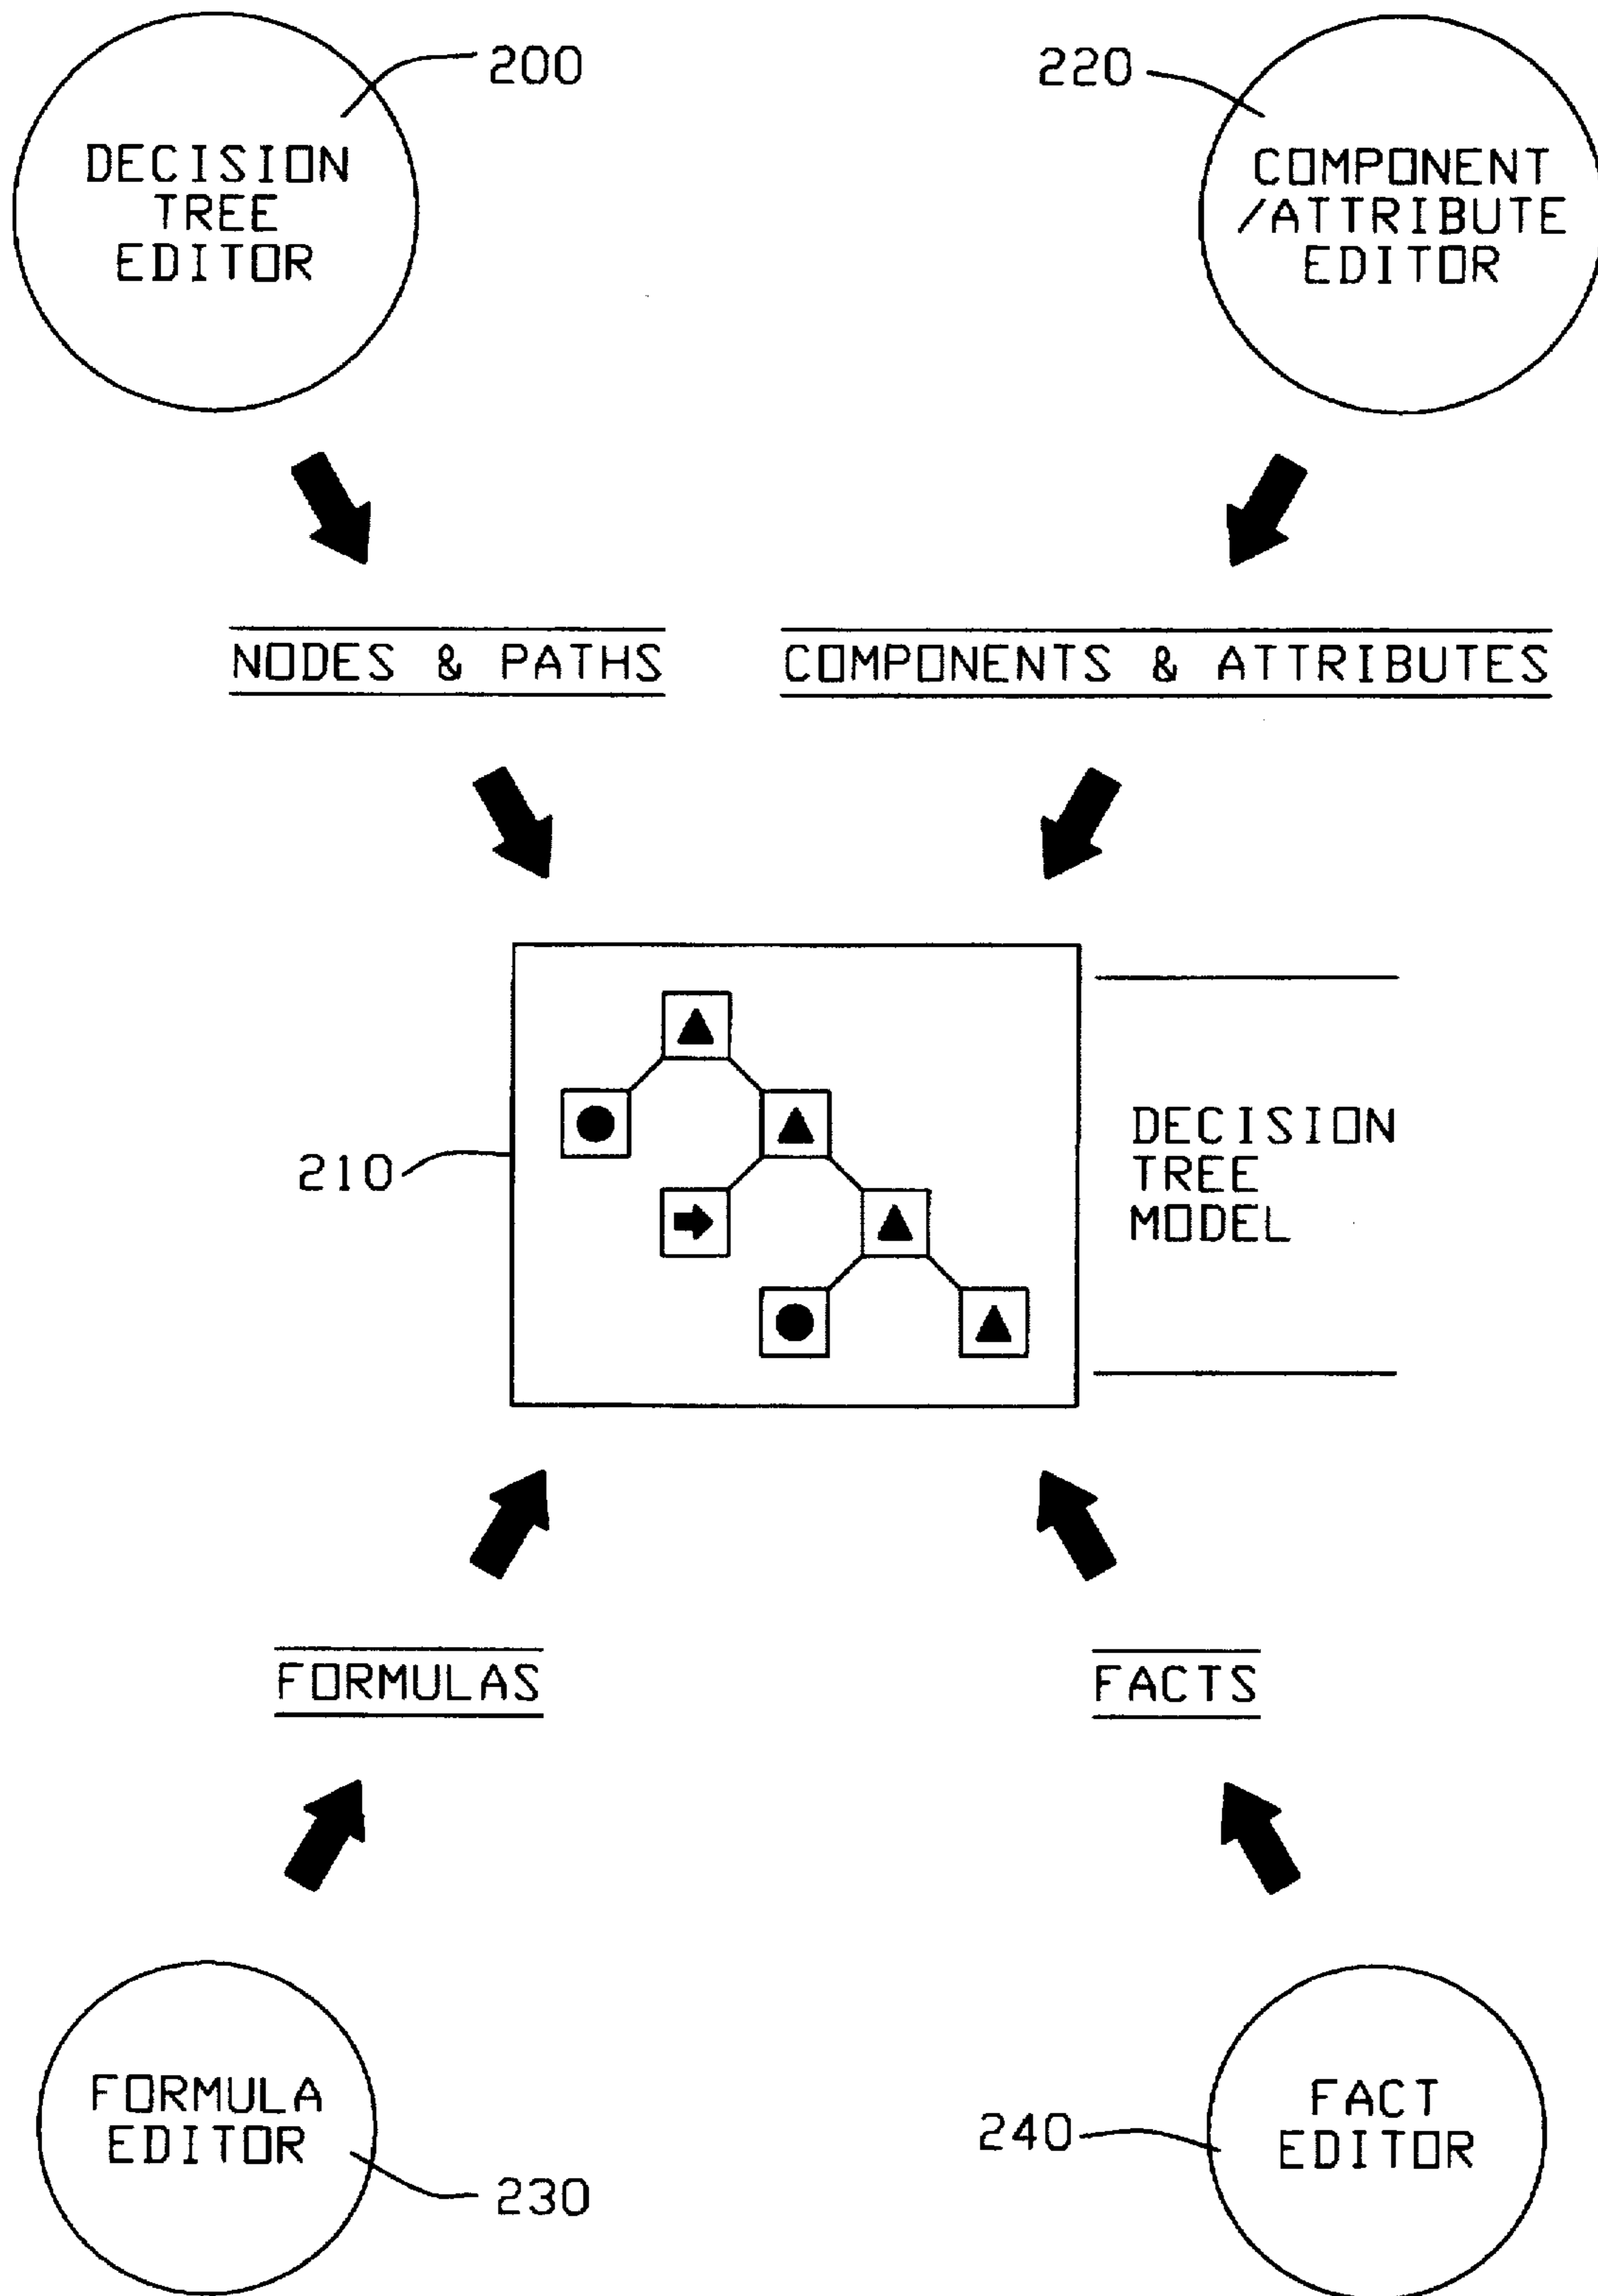 200
DECISION
TREE
EDITOR
220
COMPONENT
/ATTRIBUTE
EDITOR
NODES & PATHS
COMPONENTS & ATTRIBUTES
210
DECISION
TREE
MODEL
FORMULAS
FACTS
FORMULA
EDITOR
230
240
FACT
EDITOR